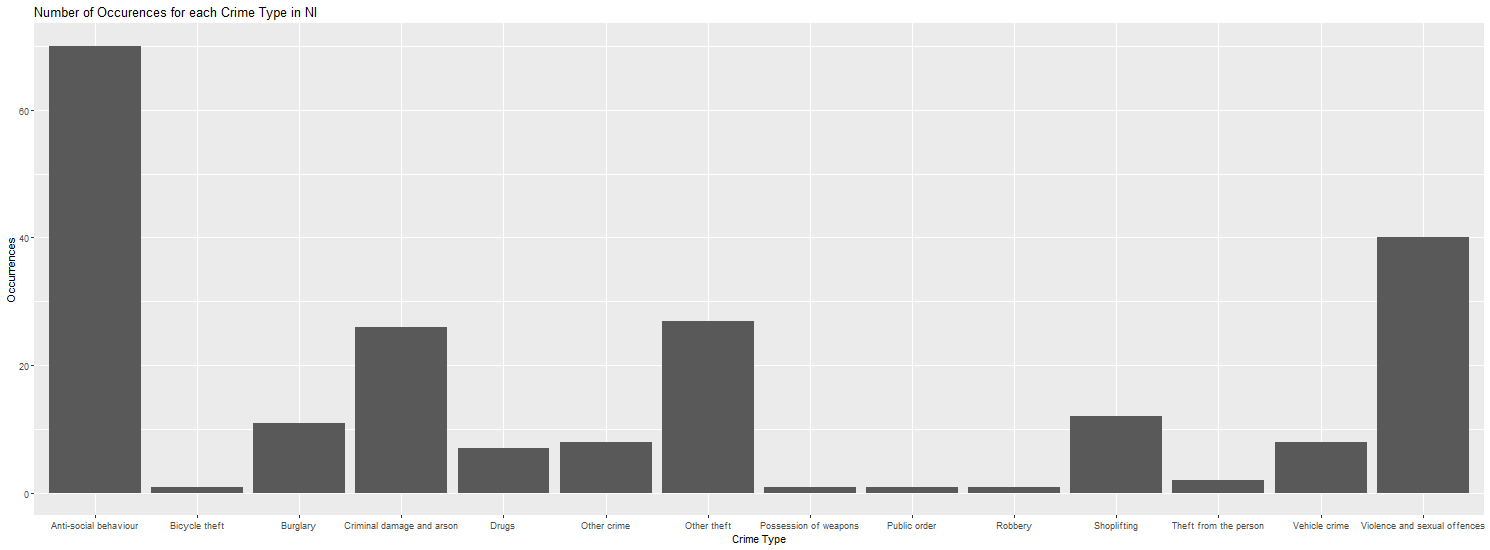 Number of Occurences for each Crime Type in NI
Occurrences
60
40
20
0
Anti-social behaviour Bicycle theft Burglary Criminal damage and arson Drugs Other crime Other theft Possession of weapons Public order Robbery Shoplifting Theft from the person Vehicle crime Violence and sexual offences
Crime Type